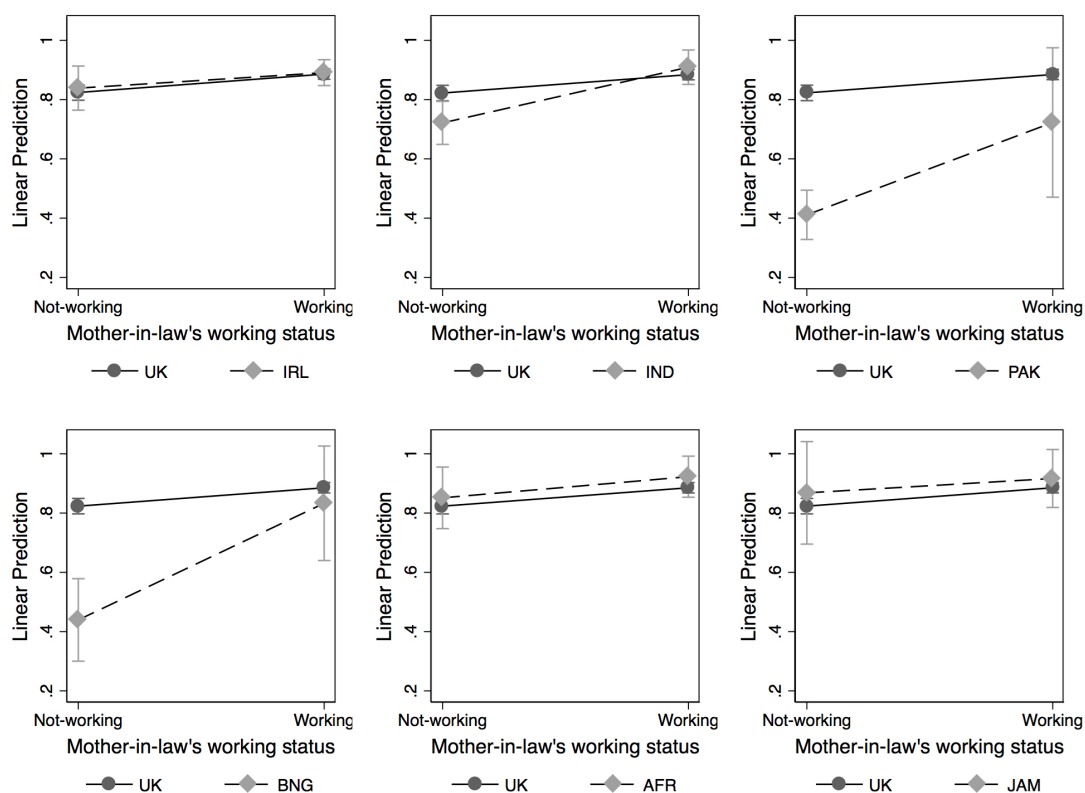 Linear Prediction
1
.8
.6
.4
.2
Not-working Working
Mother-in-law's working status
UK IRL
Linear Prediction
1
.8
.6
.4
.2
Not-working Working
Mother-in-law's working status
UK IND
Linear Prediction
1
.8
.6
.4
.2
Not-working Working
Mother-in-law's working status
UK PAK
Linear Prediction
1
.8
.6
.4
.2
Not-working Working
Mother-in-law's working status
UK BNG
Linear Prediction
1
.8
.6
.4
.2
Not-working Working
Mother-in-law's working status
UK AFR
Linear Prediction
1
.8
.6
.4
.2
Not-working Working
Mother-in-law's working status
UK JAM